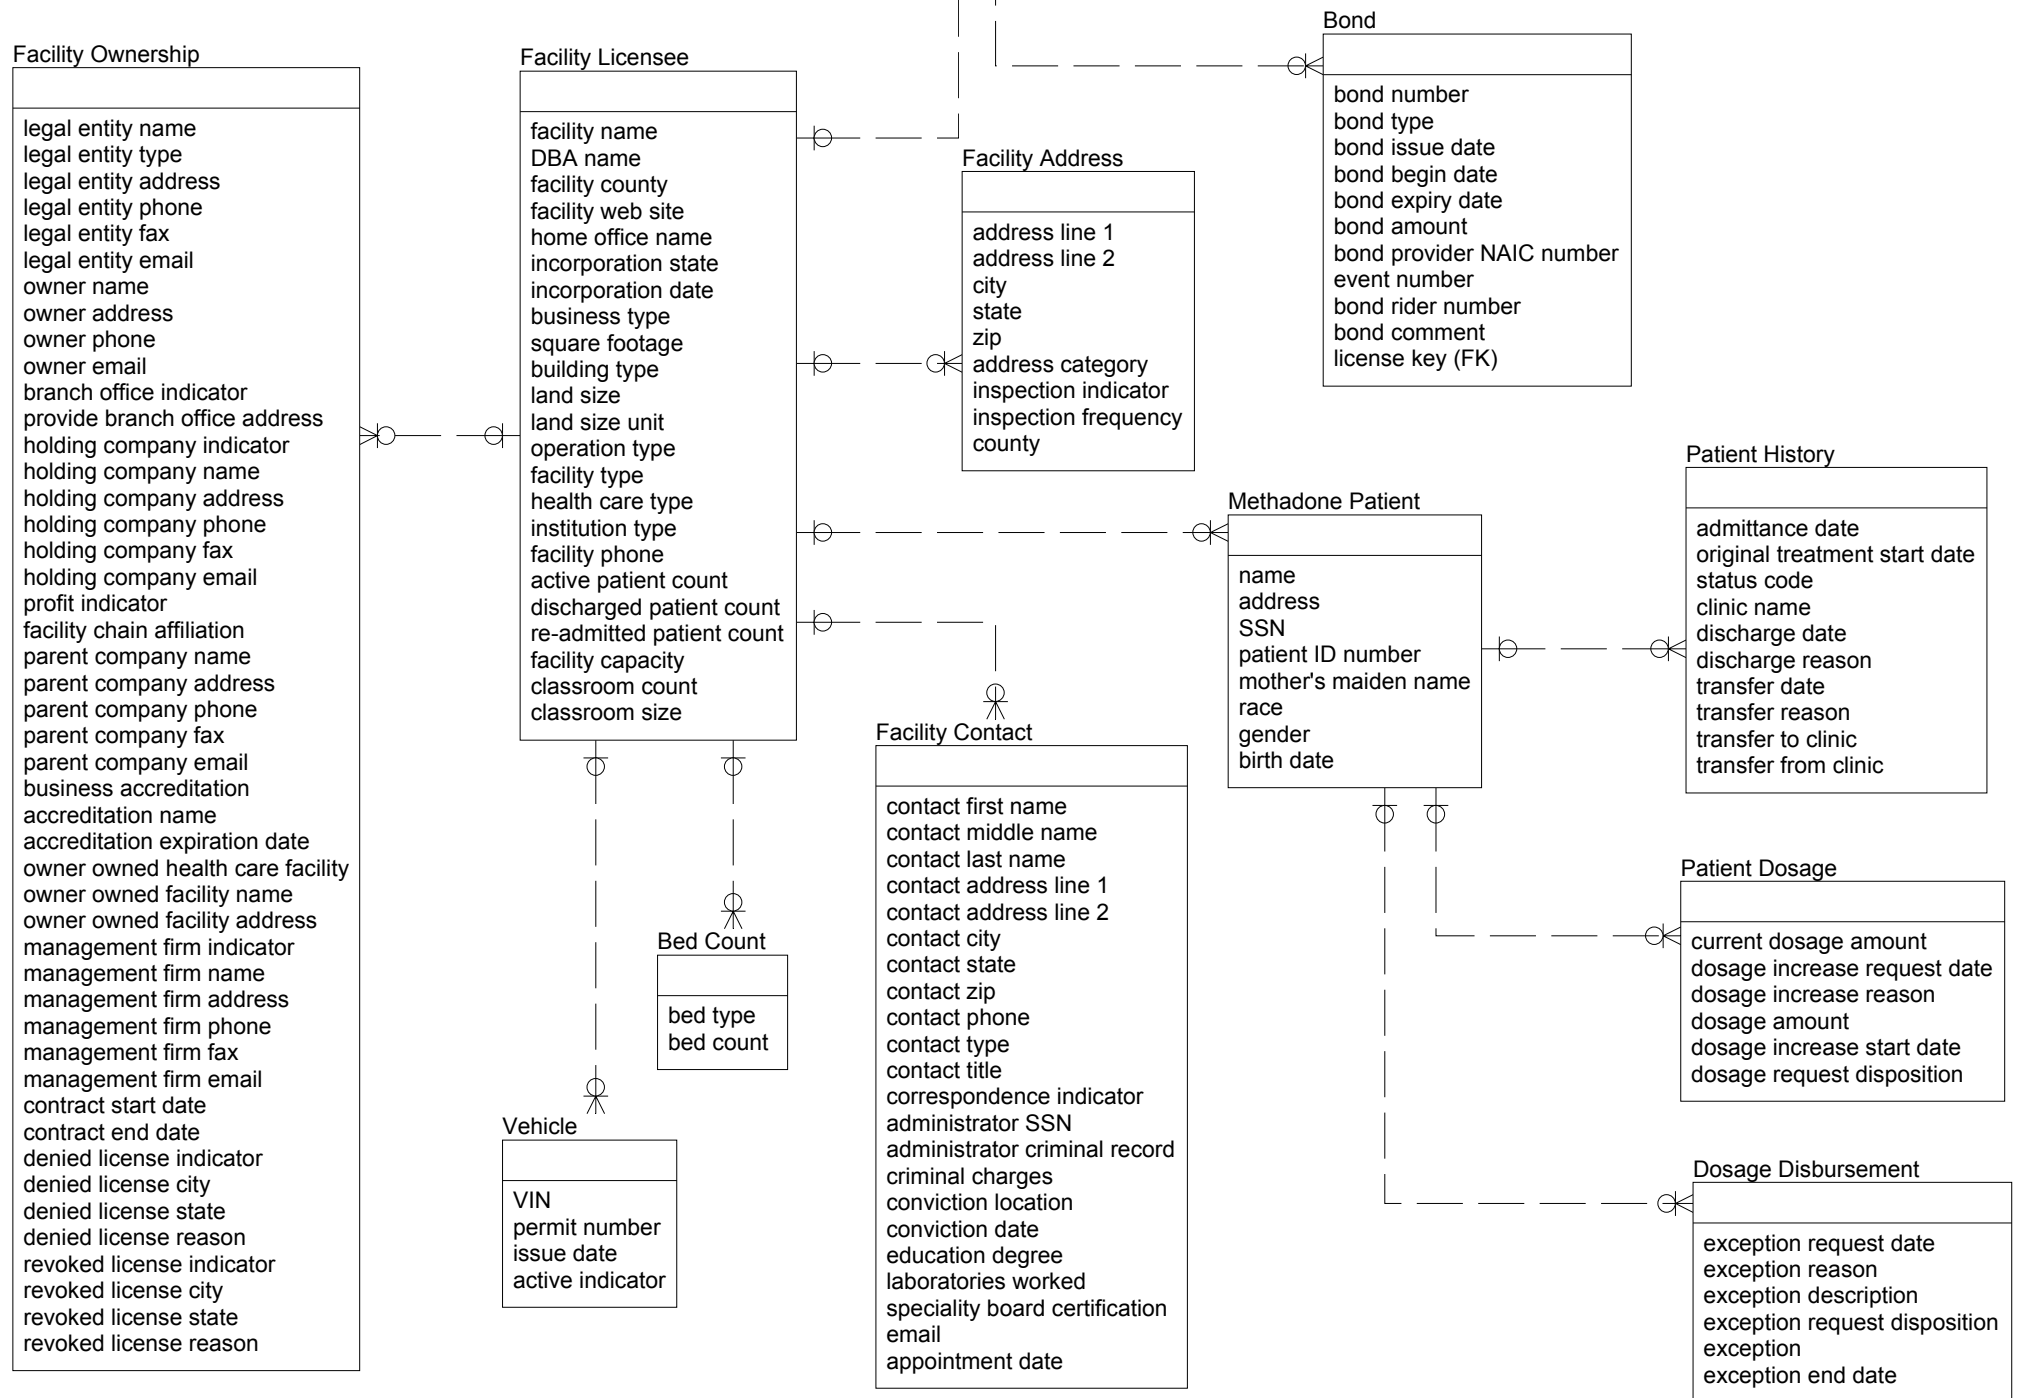 Facility Ownership
legal entity name
legal entity type
legal entity address
legal entity phone
legal entity fax
legal entity email
owner name
owner address
owner phone
owner email
branch office indicator
provide branch office address
holding company indicator
holding company name
holding company address
holding company phone
holding company fax
holding company email
profit indicator
facility chain affiliation
parent company name
parent company address
parent company phone
parent company fax
parent company email
business accreditation
accreditation name
accreditation expiration date
owner owned health care facility
owner owned facility name
owner owned facility address
management firm indicator
management firm name
management firm address
management firm phone
management firm fax
management firm email
contract start date
contract end date
denied license indicator
denied license city
denied license state
denied license reason
revoked license indicator
revoked license city
revoked license state
revoked license reason
Facility Licensee
facility name
DBA name
facility county
facility web site
home office name
incorporation state
incorporation date
business type
square footage
building type
land size
land size unit
operation type
facility type
health care type
institution type
facility phone
active patient count
discharged patient count
re-admitted patient count
facility capacity
classroom count
classroom size
Vehicle
VIN
permit number
issue date
active indicator
Bed Count
bed type
bed count
Facility Address
address line 1
address line 2
city
state
zip
address category
inspection indicator
inspection frequency
county
Facility Contact
contact first name
contact middle name
contact last name
contact address line 1
contact address line 2
contact city
contact state
contact zip
contact phone
contact type
contact title
correspondence indicator
administrator SSN
administrator criminal record
criminal charges
conviction location
conviction date
education degree
laboratories worked
speciality board certification
email
appointment date
Bond
bond number
bond type
bond issue date
bond begin date
bond expiry date
bond amount
bond provider NAIC number
event number
bond rider number
bond comment
license key (FK)
Methadone Patient
name
address
SSN
patient ID number
mother's maiden name
race
gender
birth date
Patient History
admittance date
original treatment start date
status code
clinic name
discharge date
discharge reason
transfer date
transfer reason
transfer to clinic
transfer from clinic
Patient Dosage
current dosage amount
dosage increase request date
dosage increase reason
dosage amount
dosage increase start date
dosage request disposition
Dosage Disbursement
exception request date
exception reason
exception description
exception request disposition
exception
exception end date